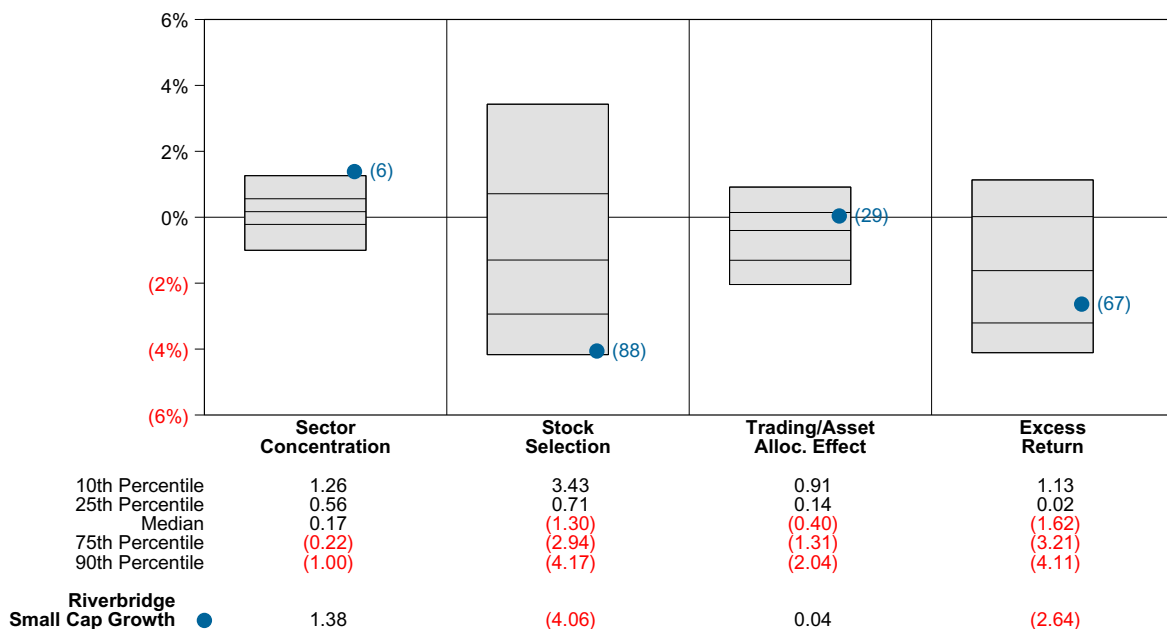 6%
4%
2%
0%
(2%)
(4%)
(6%)
(6)
(88)
(29)
(67)
Sector Concentration
Stock Selection
Trading/Asset Alloc. Effect
Excess Return
10th Percentile 1.26 3.43 0.91 1.13
25th Percentile 0.56 0.71 0.14 0.02
Median 0.17 (1.30) (0.40) (1.62)
75th Percentile (0.22) (2.94) (1.31) (3.21)
90th Percentile (1.00) (4.17) (2.04) (4.11)
Riverbridge
Small Cap Growth 1.38 (4.06) 0.04 (2.64)